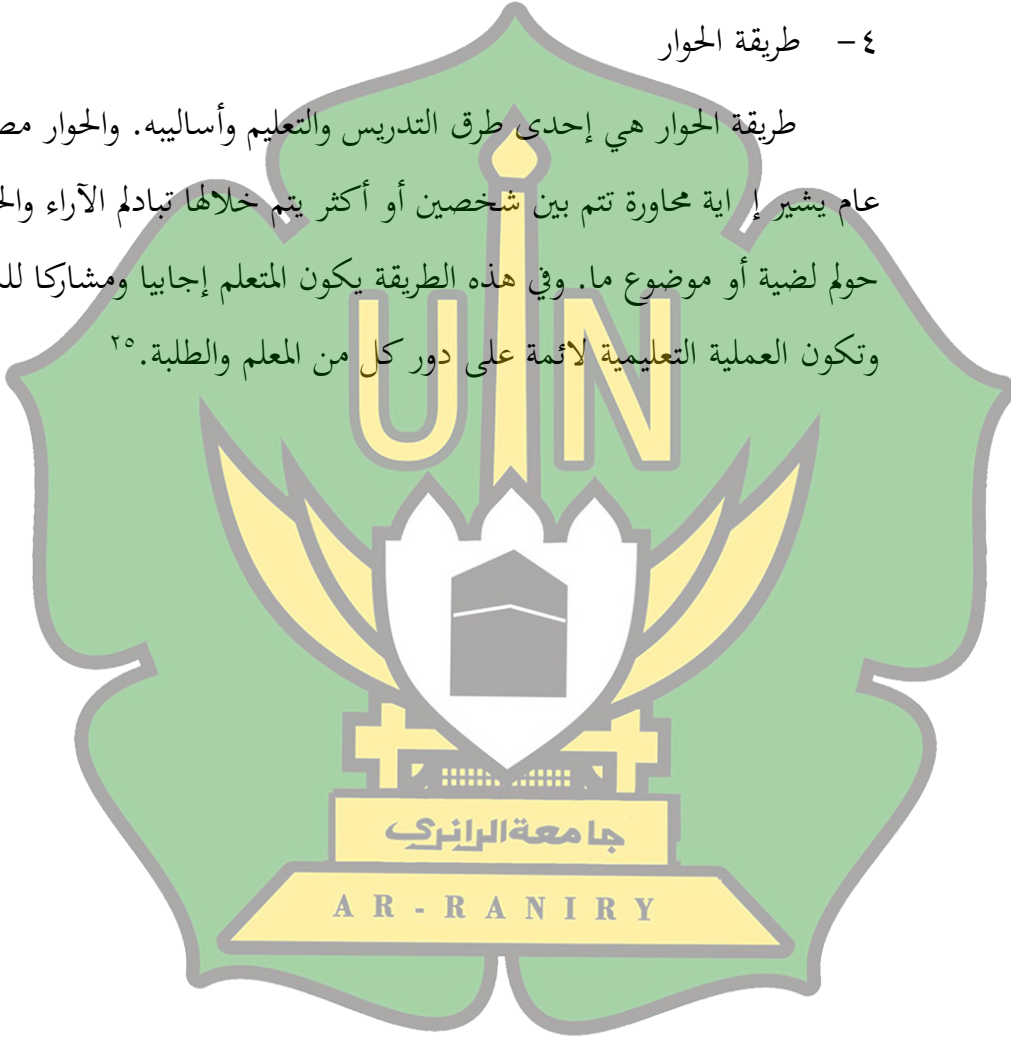 ٤- طريقة الحوار
طريقة الحوار هي إحدى طرق التدريس والتعليم وأساليبه. والحوار
عام يشير إ اية محاورة تتم بين شخصين أو أكثر يتم خلالها تبادلم الآراء
حولم لضية أو موضوع ما. وفي هذه الطريقة يكون المتعلم إجابيا ومشاركا
وتكون العملية التعليمية لائمة على دور كل من المعلم والطلبة.٢٥
UIN
جامعة الرانري
AR-RANIRY